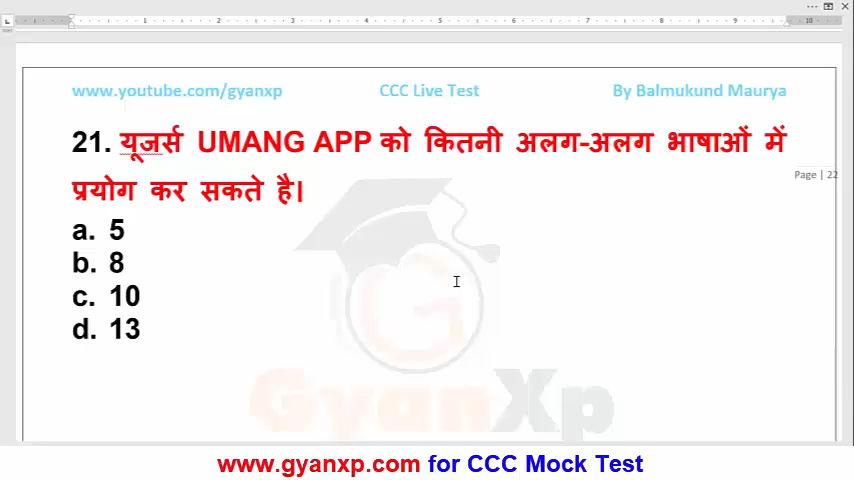 www.youtube.com/gyanxp CCC Live Test By Balmukund Maurya
21. यूजर्स UMANG APP को कितनी अलग-अलग भाषाओं में
Page | 22
प्रयोग कर सकते है।
a. 5
b. 8
c. 10
d. 13
GyanXp
www.gyanxp.com for CCC Mock Test